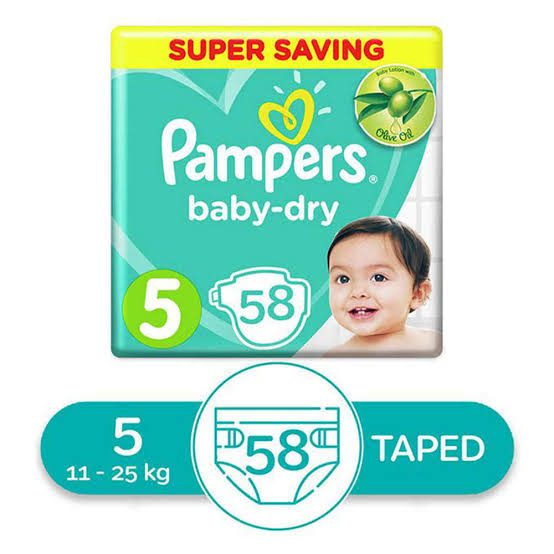 SUPER SAVING
Baby Lotion with
Olive Oil
Pampers®
baby-dry
5
58
5
11 - 25 kg
58
TAPED